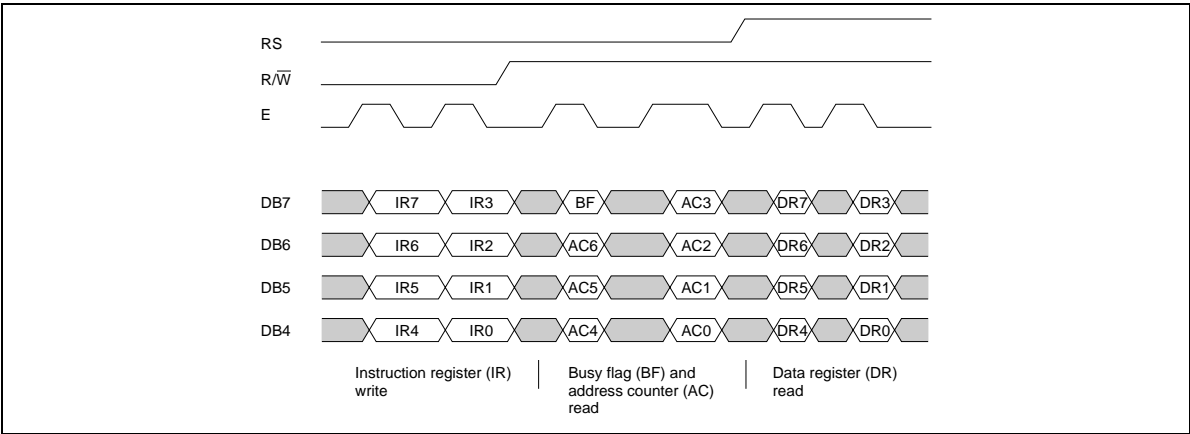 RS
R/W̅
E
DB7 IR7 IR3 BF AC3 DR7 DR3
DB6 IR6 IR2 AC6 AC2 DR6 DR2
DB5 IR5 IR1 AC5 AC1 DR5 DR1
DB4 IR4 IR0 AC4 AC0 DR4 DR0
Instruction register (IR) Busy flag (BF) and Data register (DR)
write address counter (AC) read
read